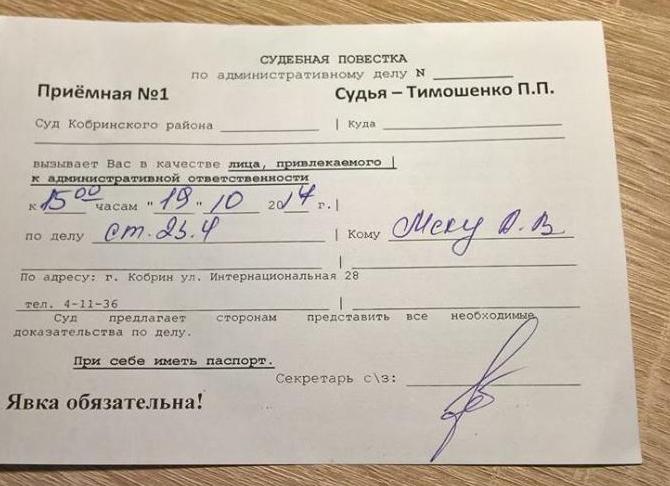 СУДЕБНАЯ ПОВЕСТКА
по административному делу N
Приёмная №1 Судья – Тимошенко П.П.
Суд Кобринского района | Куда
вызывает Вас в качестве лица, привлекаемого |
к административной ответственности
к 15 00 часам "19" 10 2014 г.|
по делу ст. 23.4 | Кому
По адресу: г. Кобрин ул. Интернациональная 28
тел. 4-11-36
Суд предлагает сторонам представить все необходимые
доказательства по делу.
При себе иметь паспорт.
Секретарь с\з:
Явка обязательна!